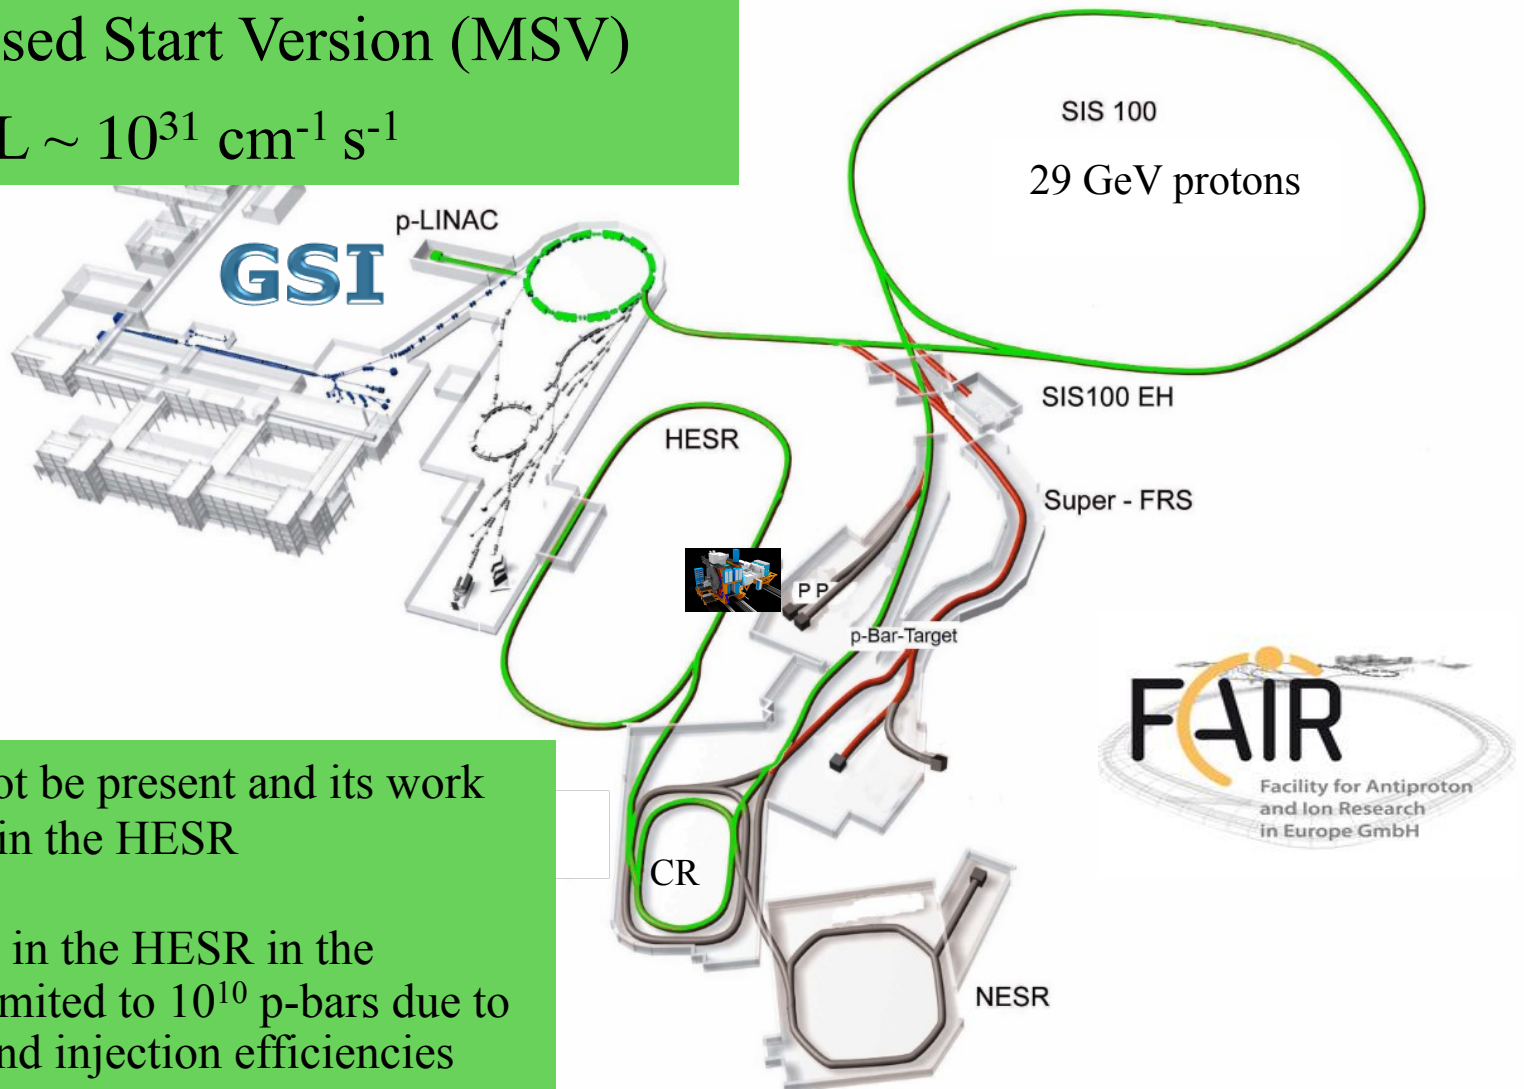 sed Start Version (MSV)
L ~ 10³¹ cm⁻¹ s⁻¹
SIS 100
29 GeV protons
p-LINAC
GSI
SIS100 EH
HESR
Super - FRS
P P
p-Bar-Target
FAIR
Facility for Antiproton
and Ion Research
in Europe GmbH
ot be present and its work
in the HESR
CR
in the HESR in the
mited to 10¹⁰ p-bars due to
nd injection efficiencies
NESR